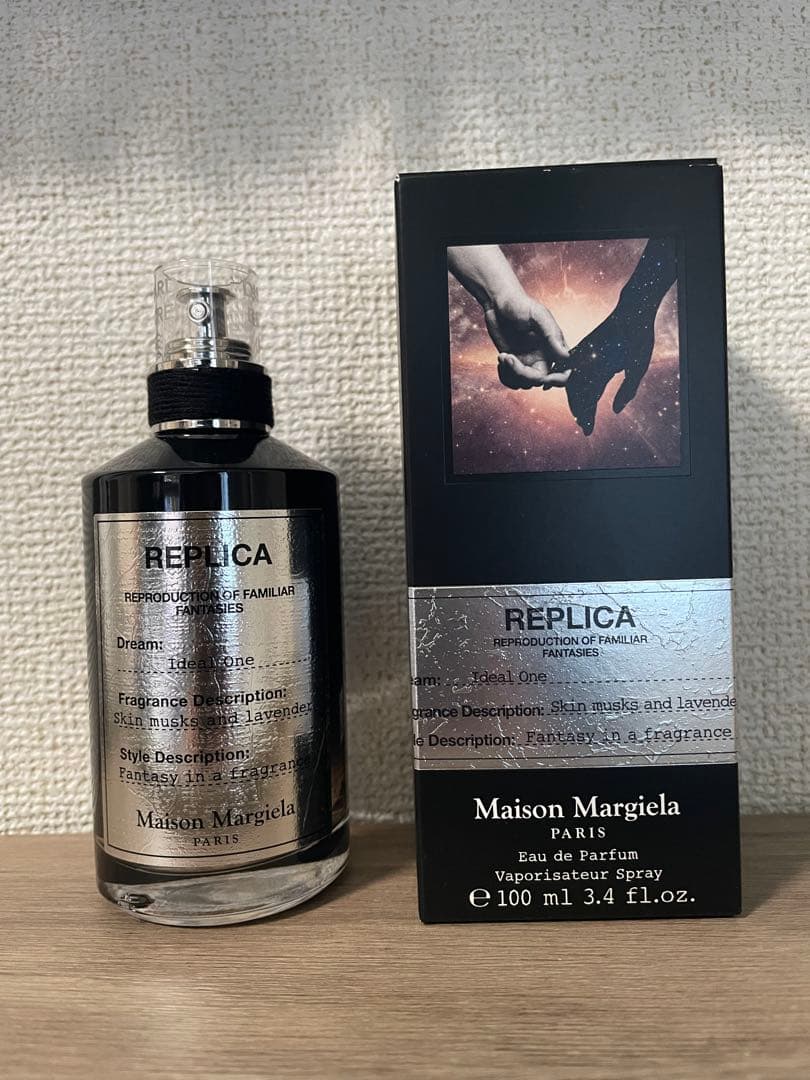 REPLICA
REPRODUCTION OF FAMILIAR
FANTASIES
Dream:
Ideal One
Fragrance Description:
Skin musks and lavender
Style Description:
Fantasy in a fragrance
Maison Margiela
PARIS
REPLICA
REPRODUCTION OF FAMILIAR
FANTASIES
am: Ideal One
grance Description: Skin musks and lavende
e Description: Fantasy in a fragrance
Maison Margiela
PARIS
Eau de Parfum
Vaporisateur Spray
℮ 100 ml 3.4 fl.oz.